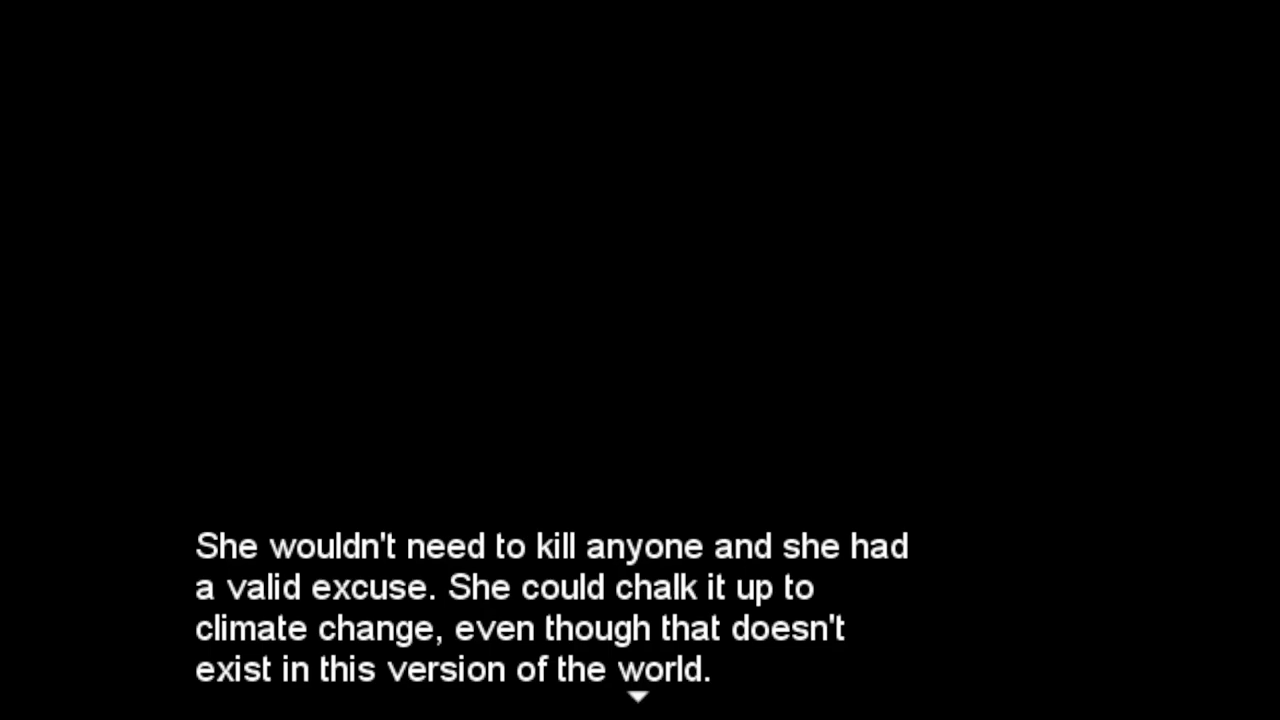 She wouldn't need to kill anyone and she had
a valid excuse. She could chalk it up to
climate change, even though that doesn't
exist in this version of the world.